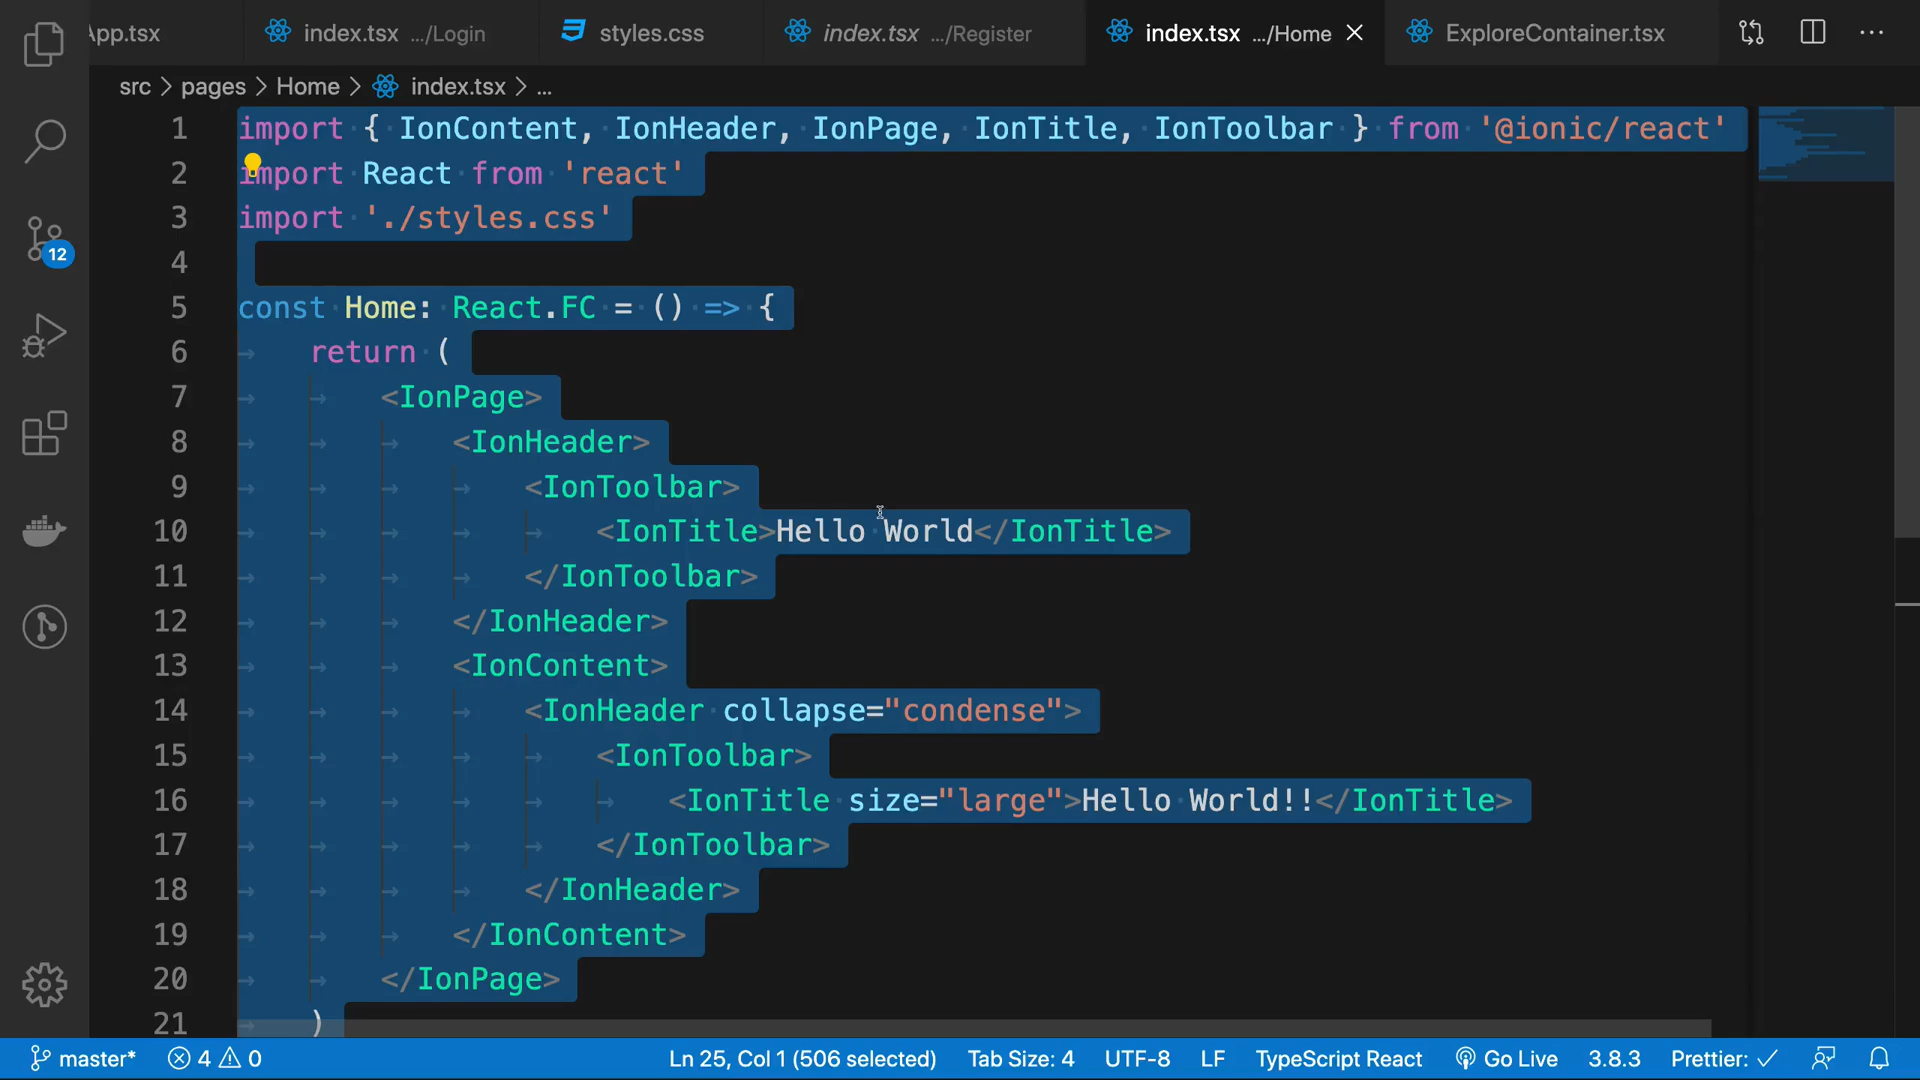 App.tsx
index.tsx .../Login
styles.css
index.tsx .../Register
index.tsx .../Home
ExploreContainer.tsx
src > pages > Home > index.tsx > ...
1 import { IonContent, IonHeader, IonPage, IonTitle, IonToolbar } from '@ionic/react'
2 import React from 'react'
3 import './styles.css'
4
5 const Home: React.FC = () => {
6 return (
7 <IonPage>
8 <IonHeader>
9 <IonToolbar>
10 <IonTitle>Hello World</IonTitle>
11 </IonToolbar>
12 </IonHeader>
13 <IonContent>
14 <IonHeader collapse="condense">
15 <IonToolbar>
16 <IonTitle size="large">Hello World!!</IonTitle>
17 </IonToolbar>
18 </IonHeader>
19 </IonContent>
20 </IonPage>
21 )
12
master* 4 0 Ln 25, Col 1 (506 selected) Tab Size: 4 UTF-8 LF TypeScript React Go Live 3.8.3 Prettier: ✓